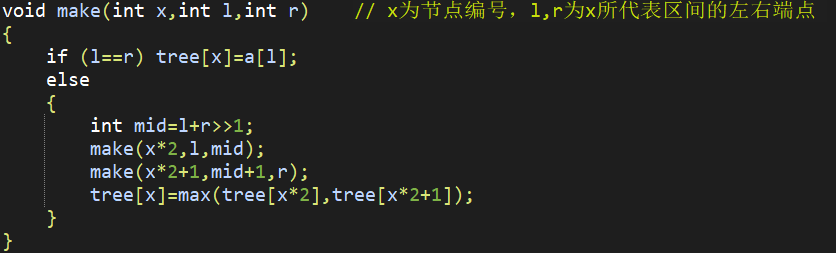 void make(int x,int l,int r)    // x为节点编号，l,r为x所代表区间的左右端点
{
    if (l==r) tree[x]=a[l];
    else
    {
        int mid=l+r>>1;
        make(x*2,l,mid);
        make(x*2+1,mid+1,r);
        tree[x]=max(tree[x*2],tree[x*2+1]);
    }
}